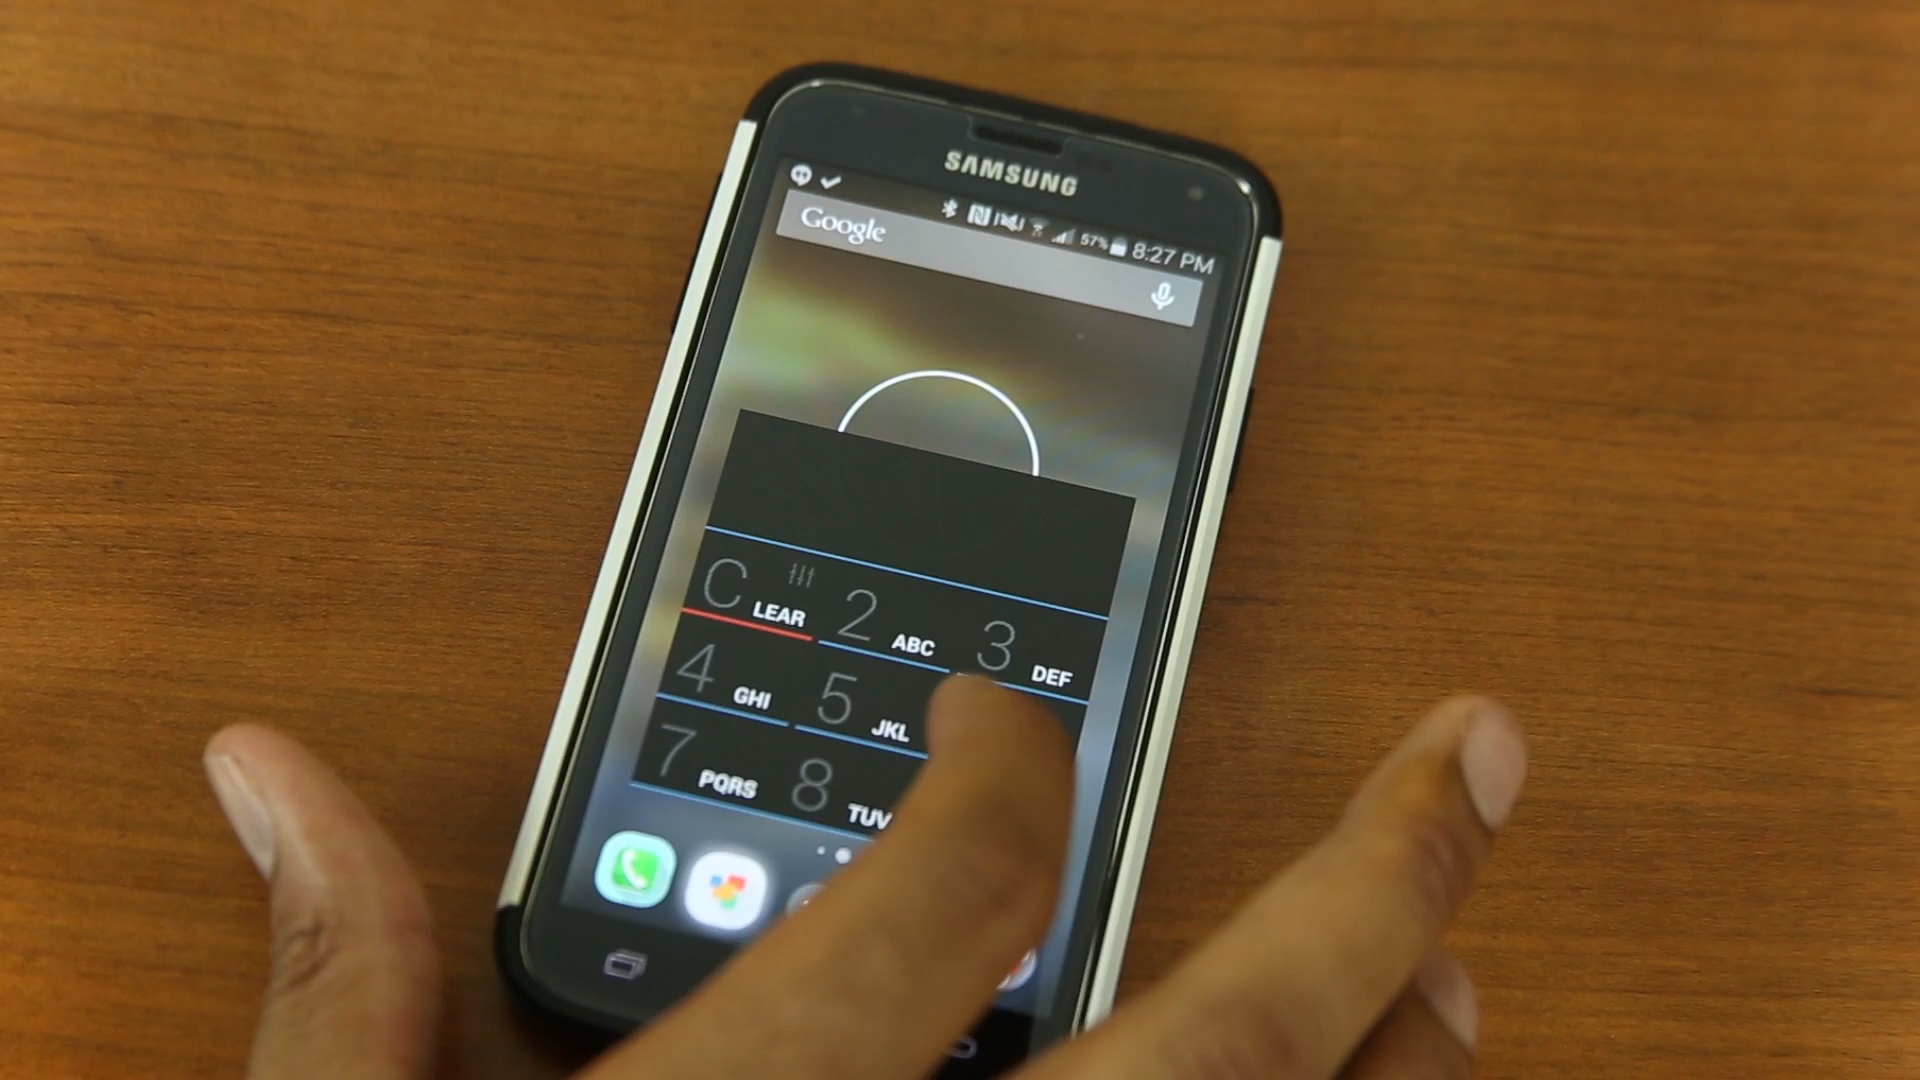 SAMSUNG
57% 8:27 PM
Google
C LEAR 2 ABC 3 DEF
4 GHI 5 JKL
7 PQRS 8 TUV